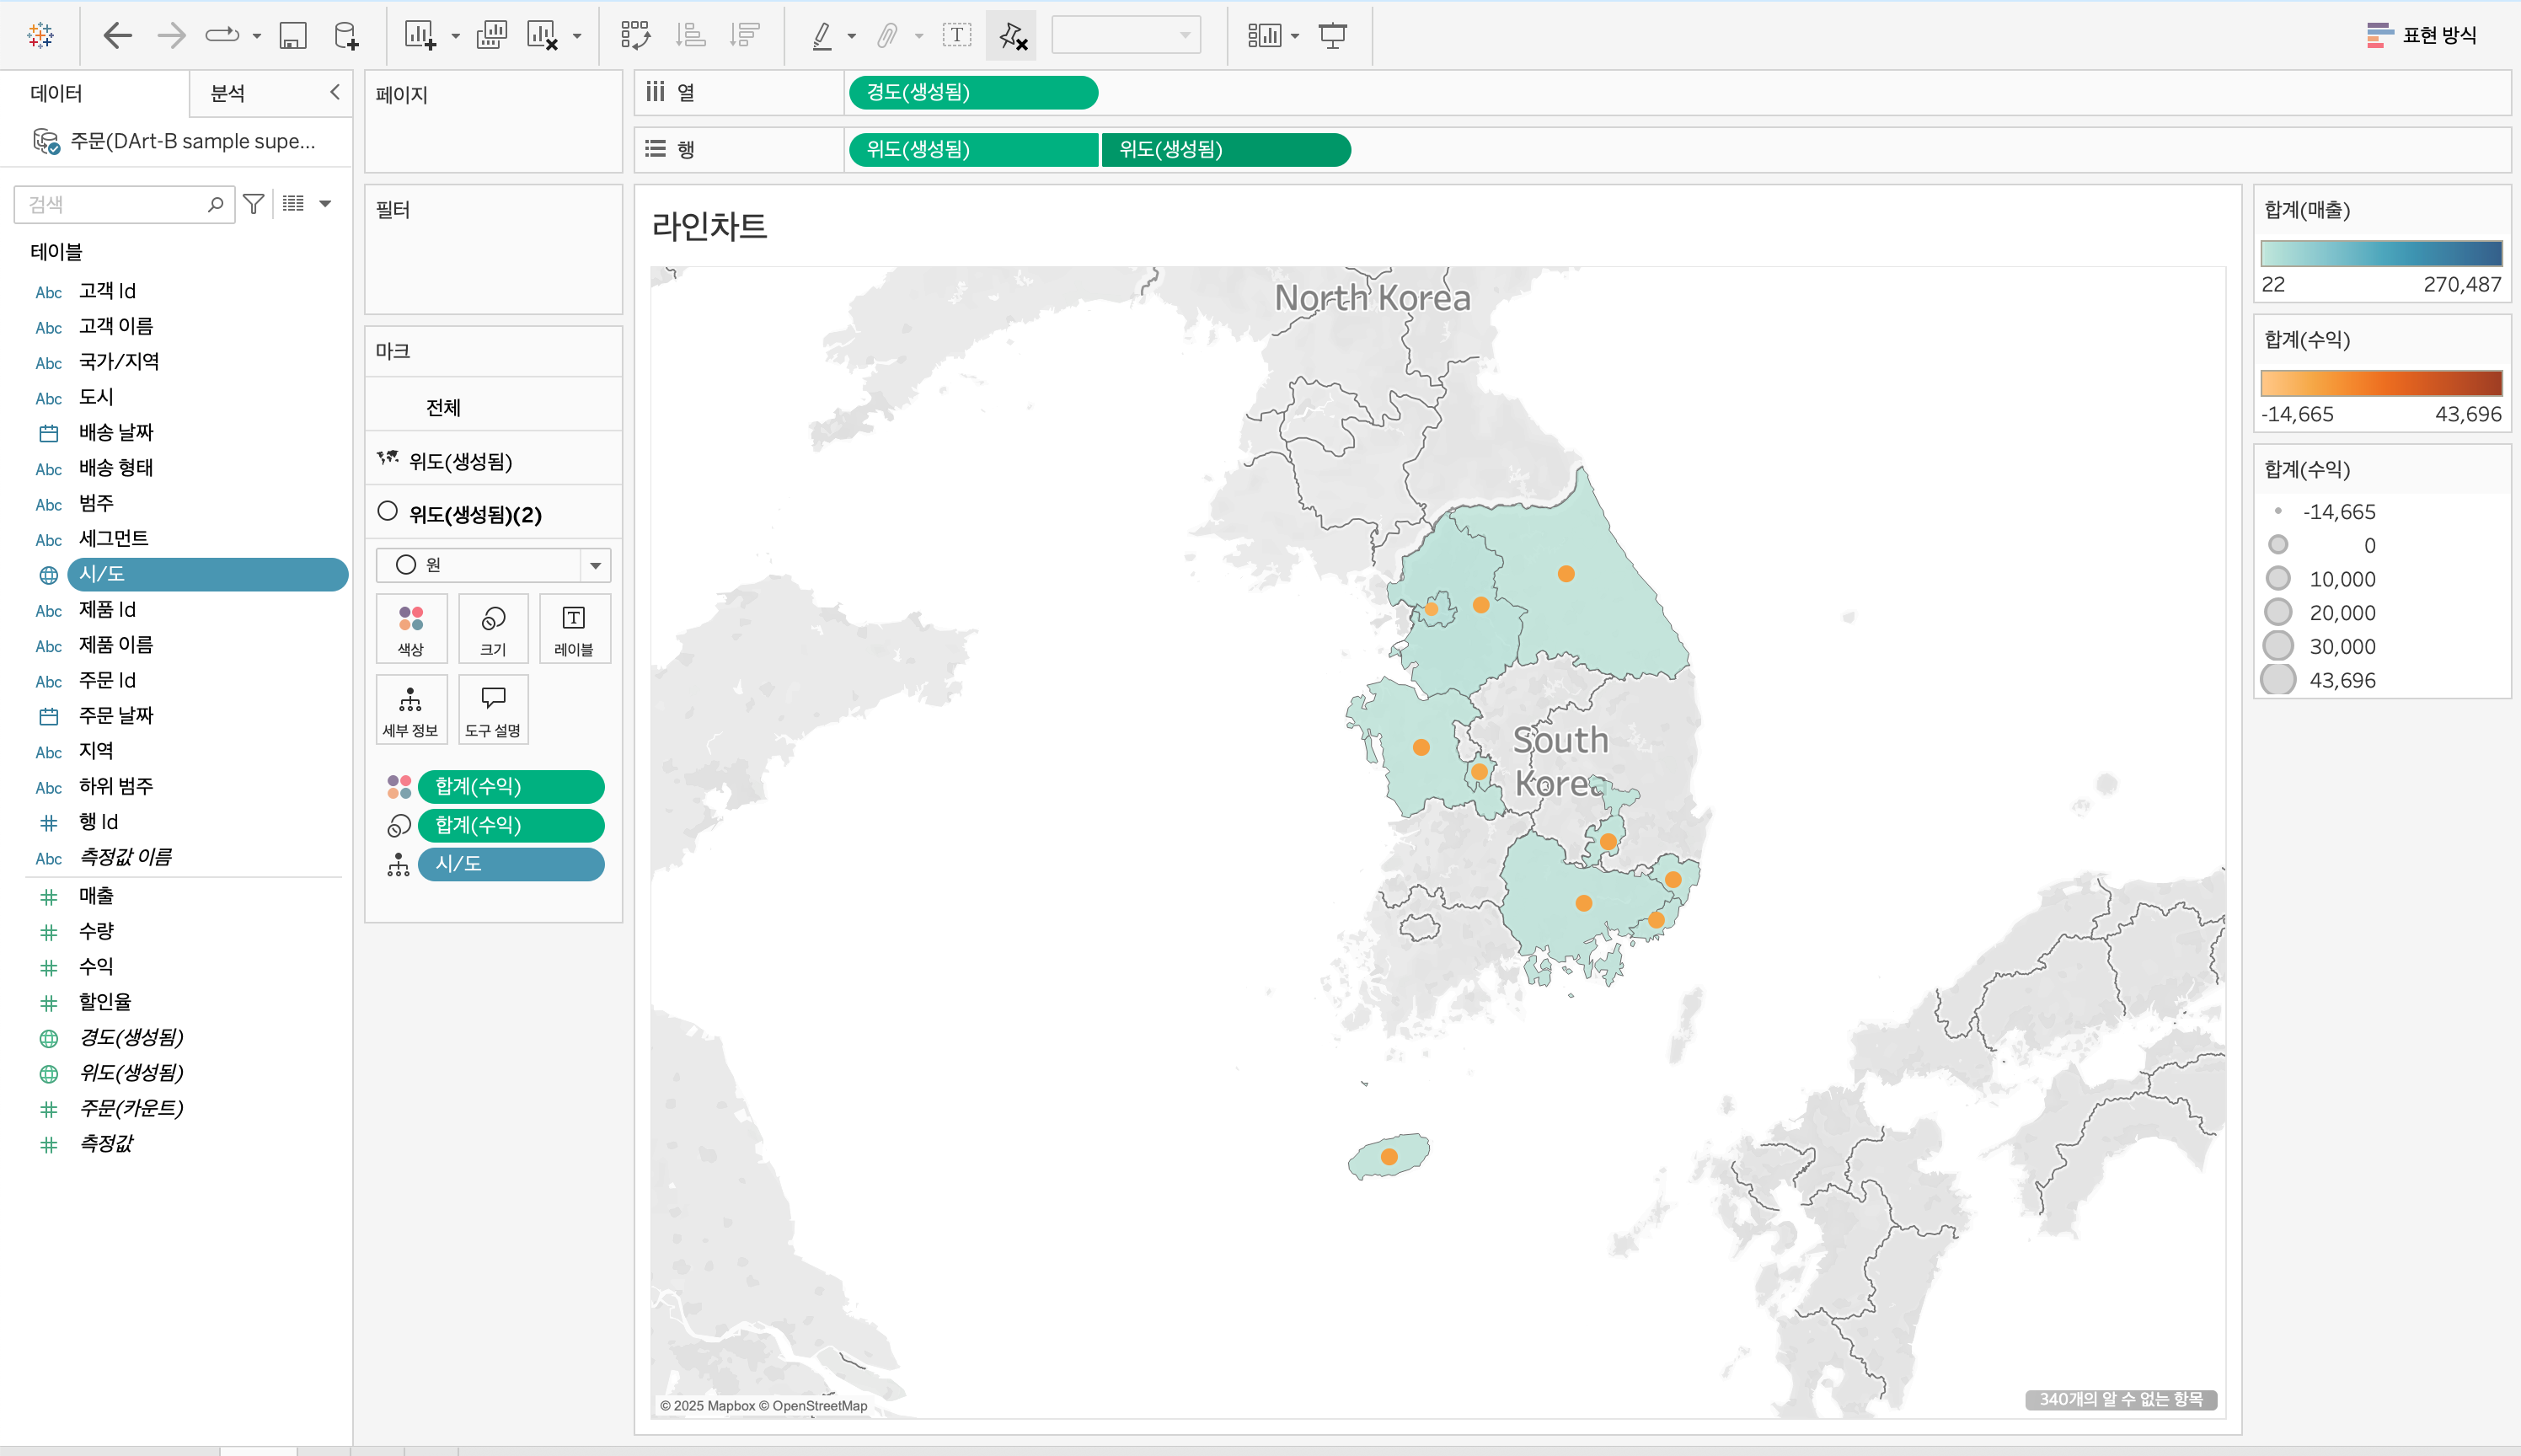 표현 방식
데이터
분석
주문(DArt-B sample supe...
검색
테이블
Abc 고객 Id
Abc 고객 이름
Abc 국가/지역
Abc 도시
배송 날짜
Abc 배송 형태
Abc 범주
Abc 세그먼트
시/도
Abc 제품 Id
Abc 제품 이름
Abc 주문 Id
주문 날짜
Abc 지역
Abc 하위 범주
행 Id
Abc 측정값 이름
매출
수량
수익
할인율
경도(생성됨)
위도(생성됨)
주문(카운트)
측정값
페이지
필터
마크
전체
위도(생성됨)
위도(생성됨)(2)
원
색상
크기
레이블
세부 정보
도구 설명
합계(수익)
합계(수익)
시/도
열
경도(생성됨)
행
위도(생성됨)
위도(생성됨)
라인차트
North Korea
South
Korea
© 2025 Mapbox © OpenStreetMap
340개의 알 수 없는 항목
합계(매출)
22 270,487
합계(수익)
-14,665 43,696
합계(수익)
-14,665
0
10,000
20,000
30,000
43,696